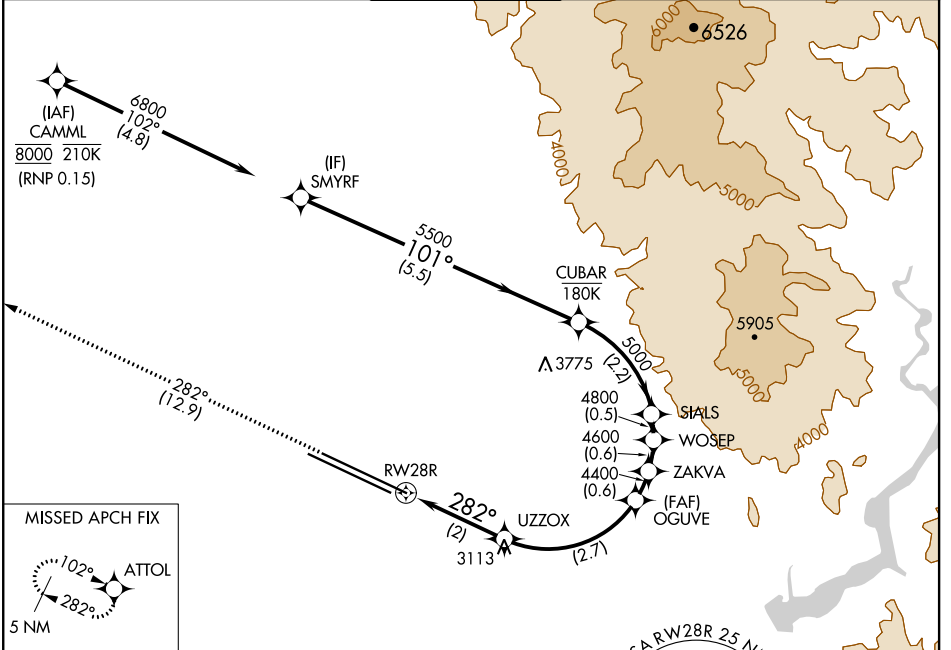 6000
6526
(IAF)
CAMML
8000 210K
(RNP 0.15)
6800
102°
(4.8)
(IF)
SMYRF
4000
5000
5500
101°
(5.5)
CUBAR
180K
5905
5000
4000
3775
5000
(2.2)
4800
(0.5)
SIALS
4600
(0.6)
WOSEP
4400
(0.6)
ZAKVA
(FAF)
OGUVE
282°
(12.9)
RW28R
282°
(2)
UZZOX
3113
(2.7)
MISSED APCH FIX
102°
ATTOL
282°
5 NM
RW28R 25